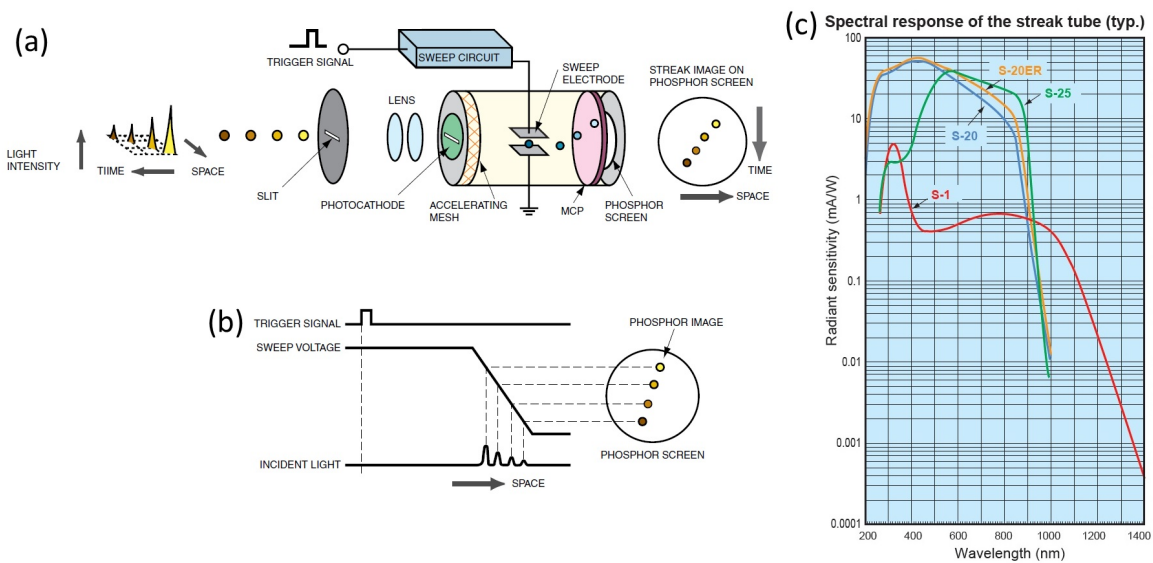 (a)
TRIGGER SIGNAL
SWEEP CIRCUIT
SWEEP
ELECTRODE
STREAK IMAGE ON
PHOSPHOR SCREEN
LENS
LIGHT
INTENSITY
TIIME
SPACE
SLIT
PHOTOCATHODE
ACCELERATING
MESH
MCP
PHOSPHOR
SCREEN
TIME
SPACE
(b)
TRIGGER SIGNAL
SWEEP VOLTAGE
INCIDENT LIGHT
SPACE
PHOSPHOR IMAGE
PHOSPHOR SCREEN
(c)
Spectral response of the streak tube (typ.)
Radiant sensitivity (mA/W)
100
10
1
0.1
0.01
0.001
0.0001
S-20ER
S-25
S-20
S-1
200
400
600
800
1000
1200
1400
Wavelength (nm)